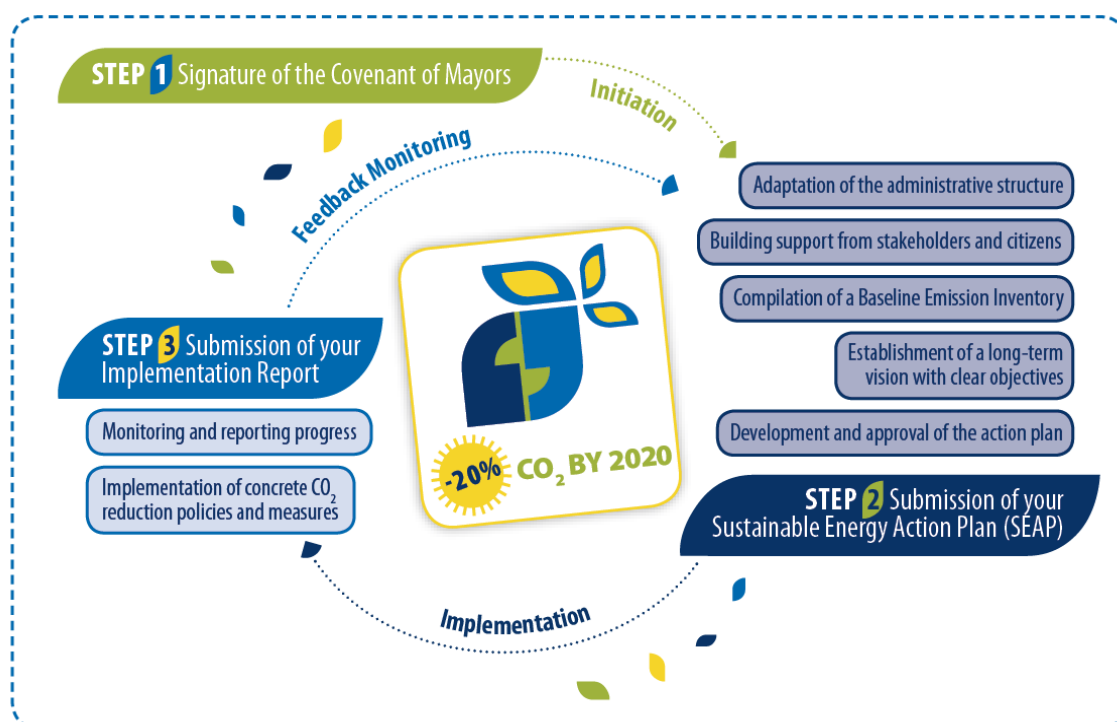 STEP 1 Signature of the Covenant of Mayors
Initiation
Feedback Monitoring
Adaptation of the administrative structure
Building support from stakeholders and citizens
Compilation of a Baseline Emission Inventory
Establishment of a long-term
vision with clear objectives
Development and approval of the action plan
STEP 2 Submission of your
Sustainable Energy Action Plan (SEAP)
Implementation
STEP 3 Submission of your
Implementation Report
Monitoring and reporting progress
Implementation of concrete CO₂
reduction policies and measures
-20% CO₂ BY 2020